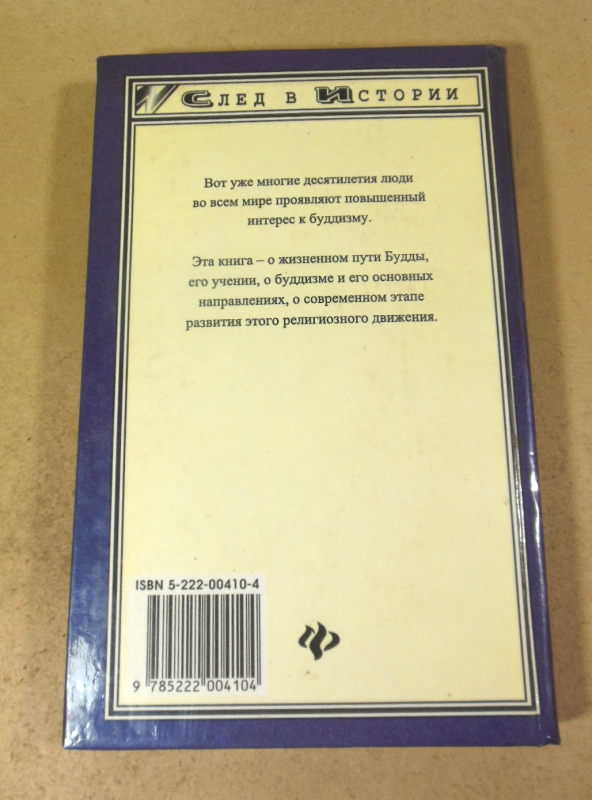 След в Истории
Вот уже многие десятилетия люди
во всем мире проявляют повышенный
интерес к буддизму.
Эта книга – о жизненном пути Будды,
его учении, о буддизме и его основных
направлениях, о современном этапе
развития этого религиозного движения.
ISBN 5-222-00410-4
9 785222 004104